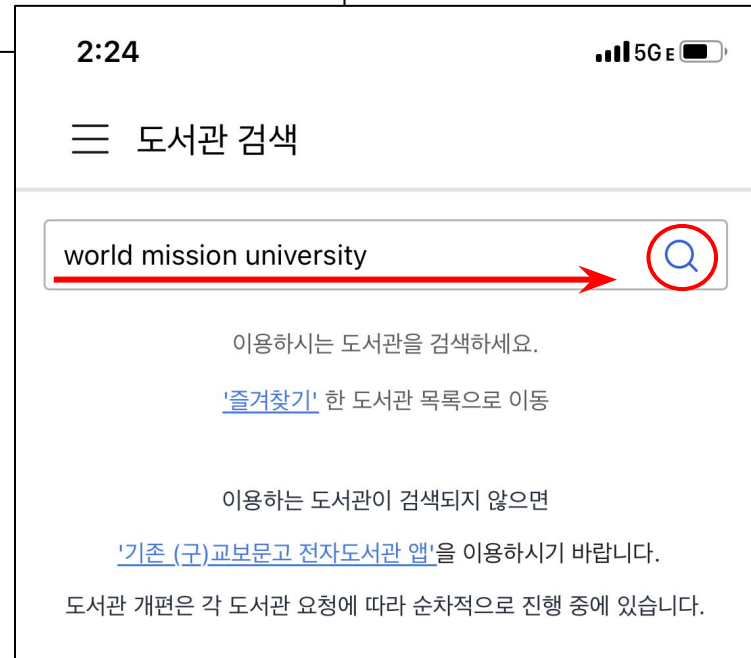 2:24
5G E
도서관 검색
world mission university
이용하시는 도서관을 검색하세요.
'즐겨찾기' 한 도서관 목록으로 이동
이용하는 도서관이 검색되지 않으면
'기존 (구)교보문고 전자도서관 앱'을 이용하시기 바랍니다.
도서관 개편은 각 도서관 요청에 따라 순차적으로 진행 중에 있습니다.